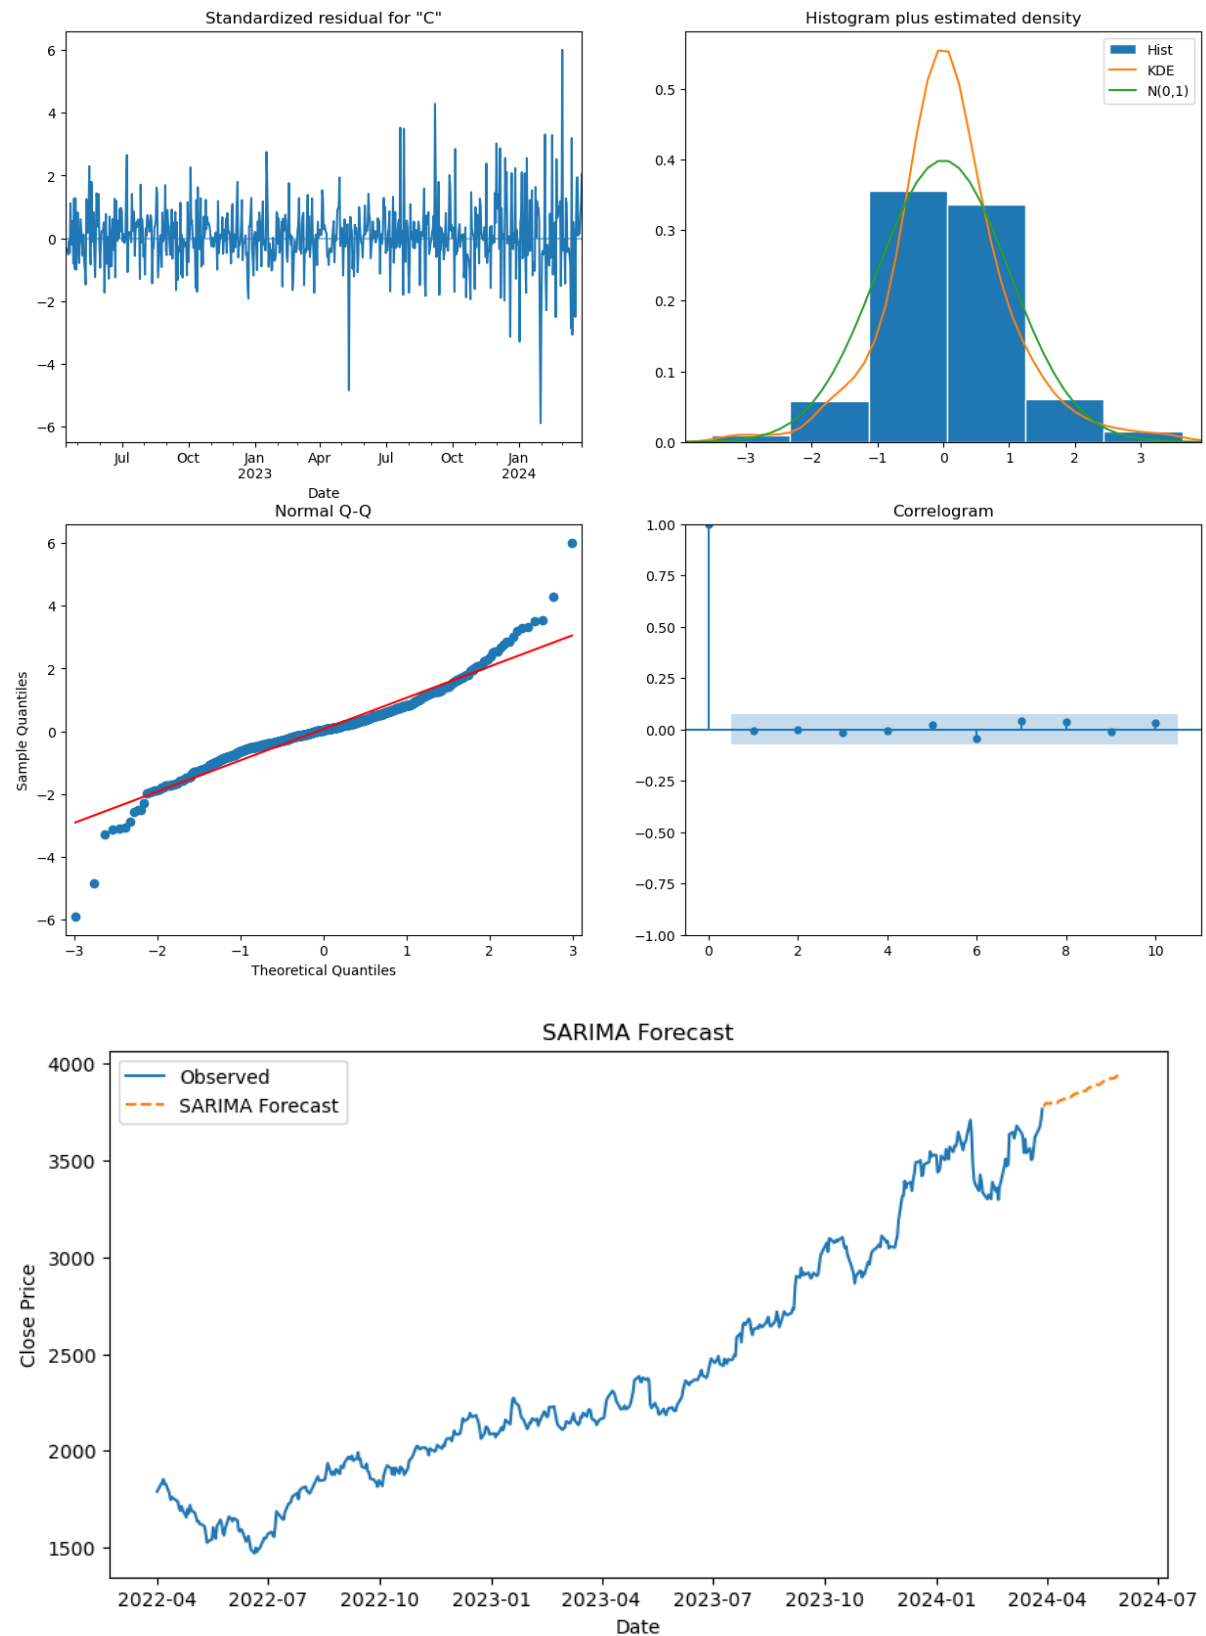 Standardized residual for "C"
6
4
2
0
−2
−4
−6
Jul Oct Jan Apr Jul Oct Jan
2023 2024
Date
Histogram plus estimated density
Hist
KDE
N(0,1)
0.5
0.4
0.3
0.2
0.1
0.0
−3 −2 −1 0 1 2 3
Normal Q-Q
Sample Quantiles
6
4
2
0
−2
−4
−6
−3 −2 −1 0 1 2 3
Theoretical Quantiles
Correlogram
1.00
0.75
0.50
0.25
0.00
−0.25
−0.50
−0.75
−1.00
0 2 4 6 8 10
SARIMA Forecast
Observed
SARIMA Forecast
Close Price
4000
3500
3000
2500
2000
1500
2022-04 2022-07 2022-10 2023-01 2023-04 2023-07 2023-10 2024-01 2024-04 2024-07
Date